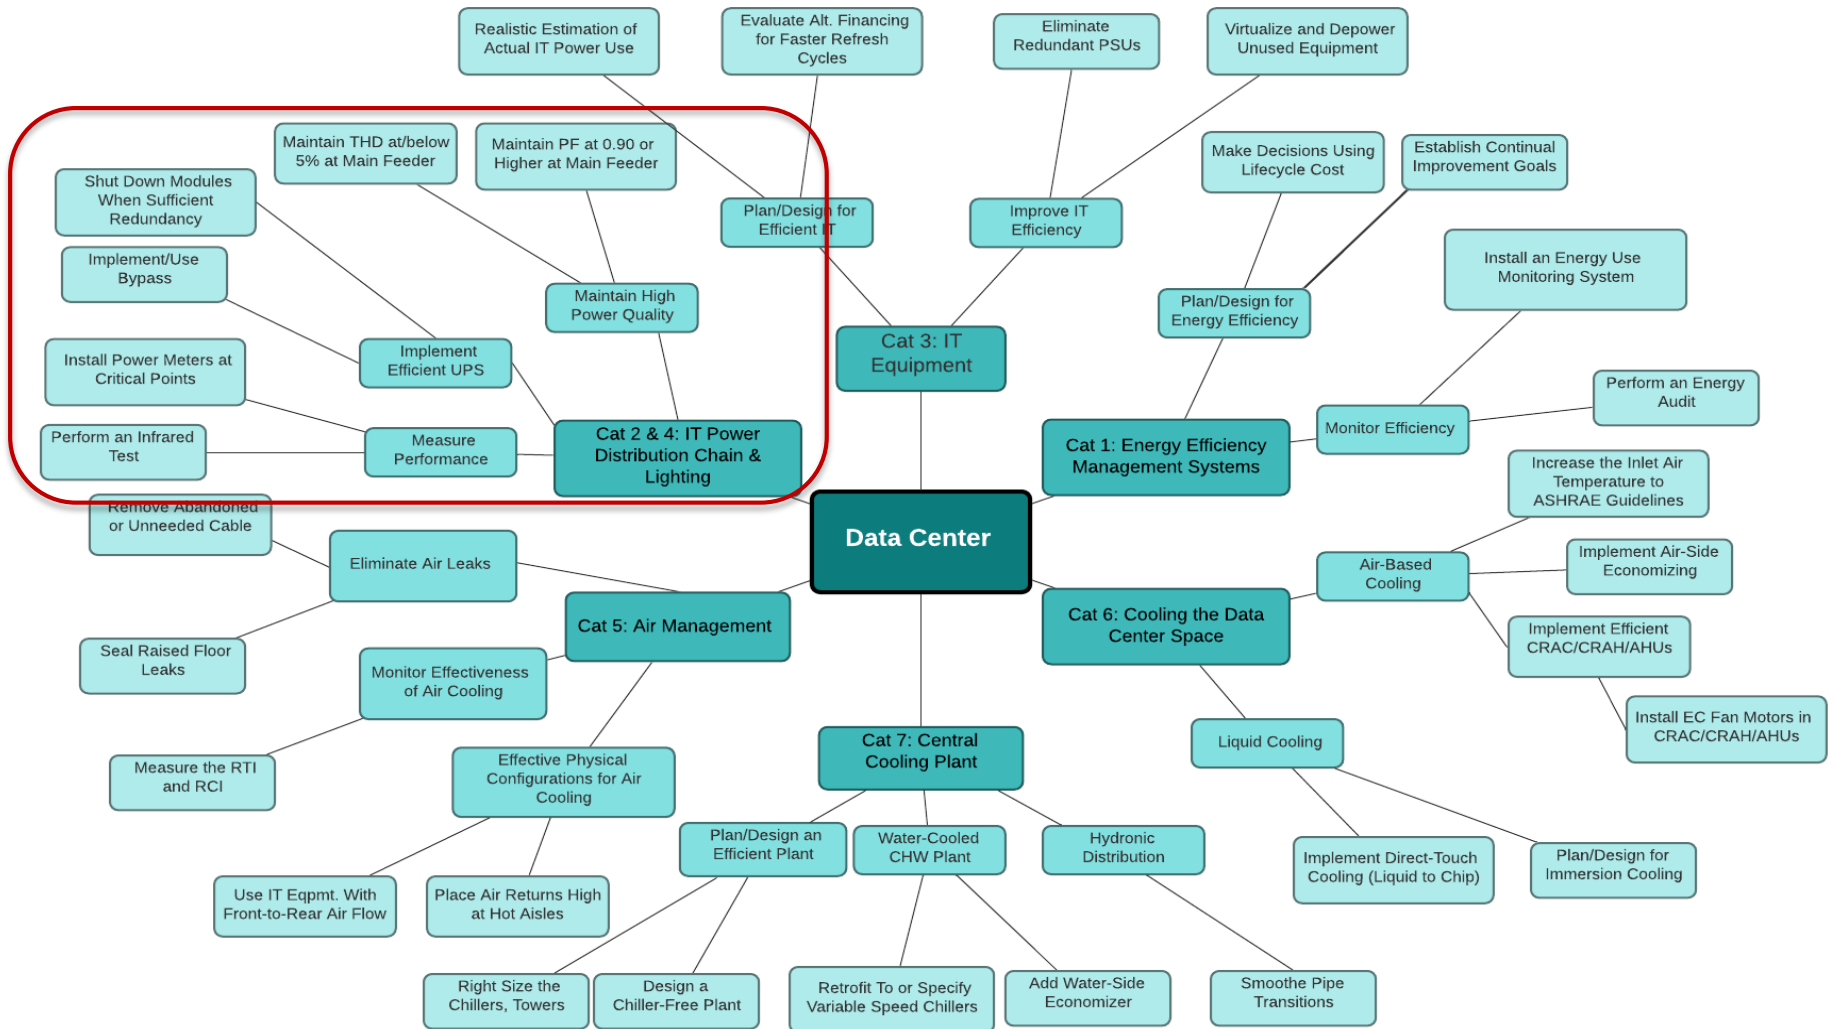 Realistic Estimation of
Actual IT Power Use
Evaluate Alt. Financing
for Faster Refresh
Cycles
Eliminate
Redundant PSUs
Virtualize and Depower
Unused Equipment
Maintain THD at/below
5% at Main Feeder
Maintain PF at 0.90 or
Higher at Main Feeder
Make Decisions Using
Lifecycle Cost
Establish Continual
Improvement Goals
Shut Down Modules
When Sufficient
Redundancy
Plan/Design for
Efficient IT
Improve IT
Efficiency
Implement/Use
Bypass
Install an Energy Use
Monitoring System
Maintain High
Power Quality
Plan/Design for
Energy Efficiency
Install Power Meters at
Critical Points
Implement
Efficient UPS
Cat 3: IT
Equipment
Perform an Energy
Audit
Perform an Infrared
Test
Measure
Performance
Cat 2 & 4: IT Power
Distribution Chain &
Lighting
Cat 1: Energy Efficiency
Management Systems
Monitor Efficiency
Increase the Inlet Air
Temperature to
ASHRAE Guidelines
Remove Abandoned
or Unneeded Cable
Eliminate Air Leaks
Data Center
Air-Based
Cooling
Implement Air-Side
Economizing
Cat 5: Air Management
Cat 6: Cooling the Data
Center Space
Implement Efficient
CRAC/CRAH/AHUs
Seal Raised Floor
Leaks
Monitor Effectiveness
of Air Cooling
Install EC Fan Motors in
CRAC/CRAH/AHUs
Measure the RTI
and RCI
Effective Physical
Configurations for Air
Cooling
Cat 7: Central
Cooling Plant
Liquid Cooling
Plan/Design an
Efficient Plant
Water-Cooled
CHW Plant
Hydronic
Distribution
Implement Direct-Touch
Cooling (Liquid to Chip)
Plan/Design for
Immersion Cooling
Use IT Eqpmt. With
Front-to-Rear Air Flow
Place Air Returns High
at Hot Aisles
Right Size the
Chillers, Towers
Design a
Chiller-Free Plant
Retrofit To or Specify
Variable Speed Chillers
Add Water-Side
Economizer
Smoothe Pipe
Transitions